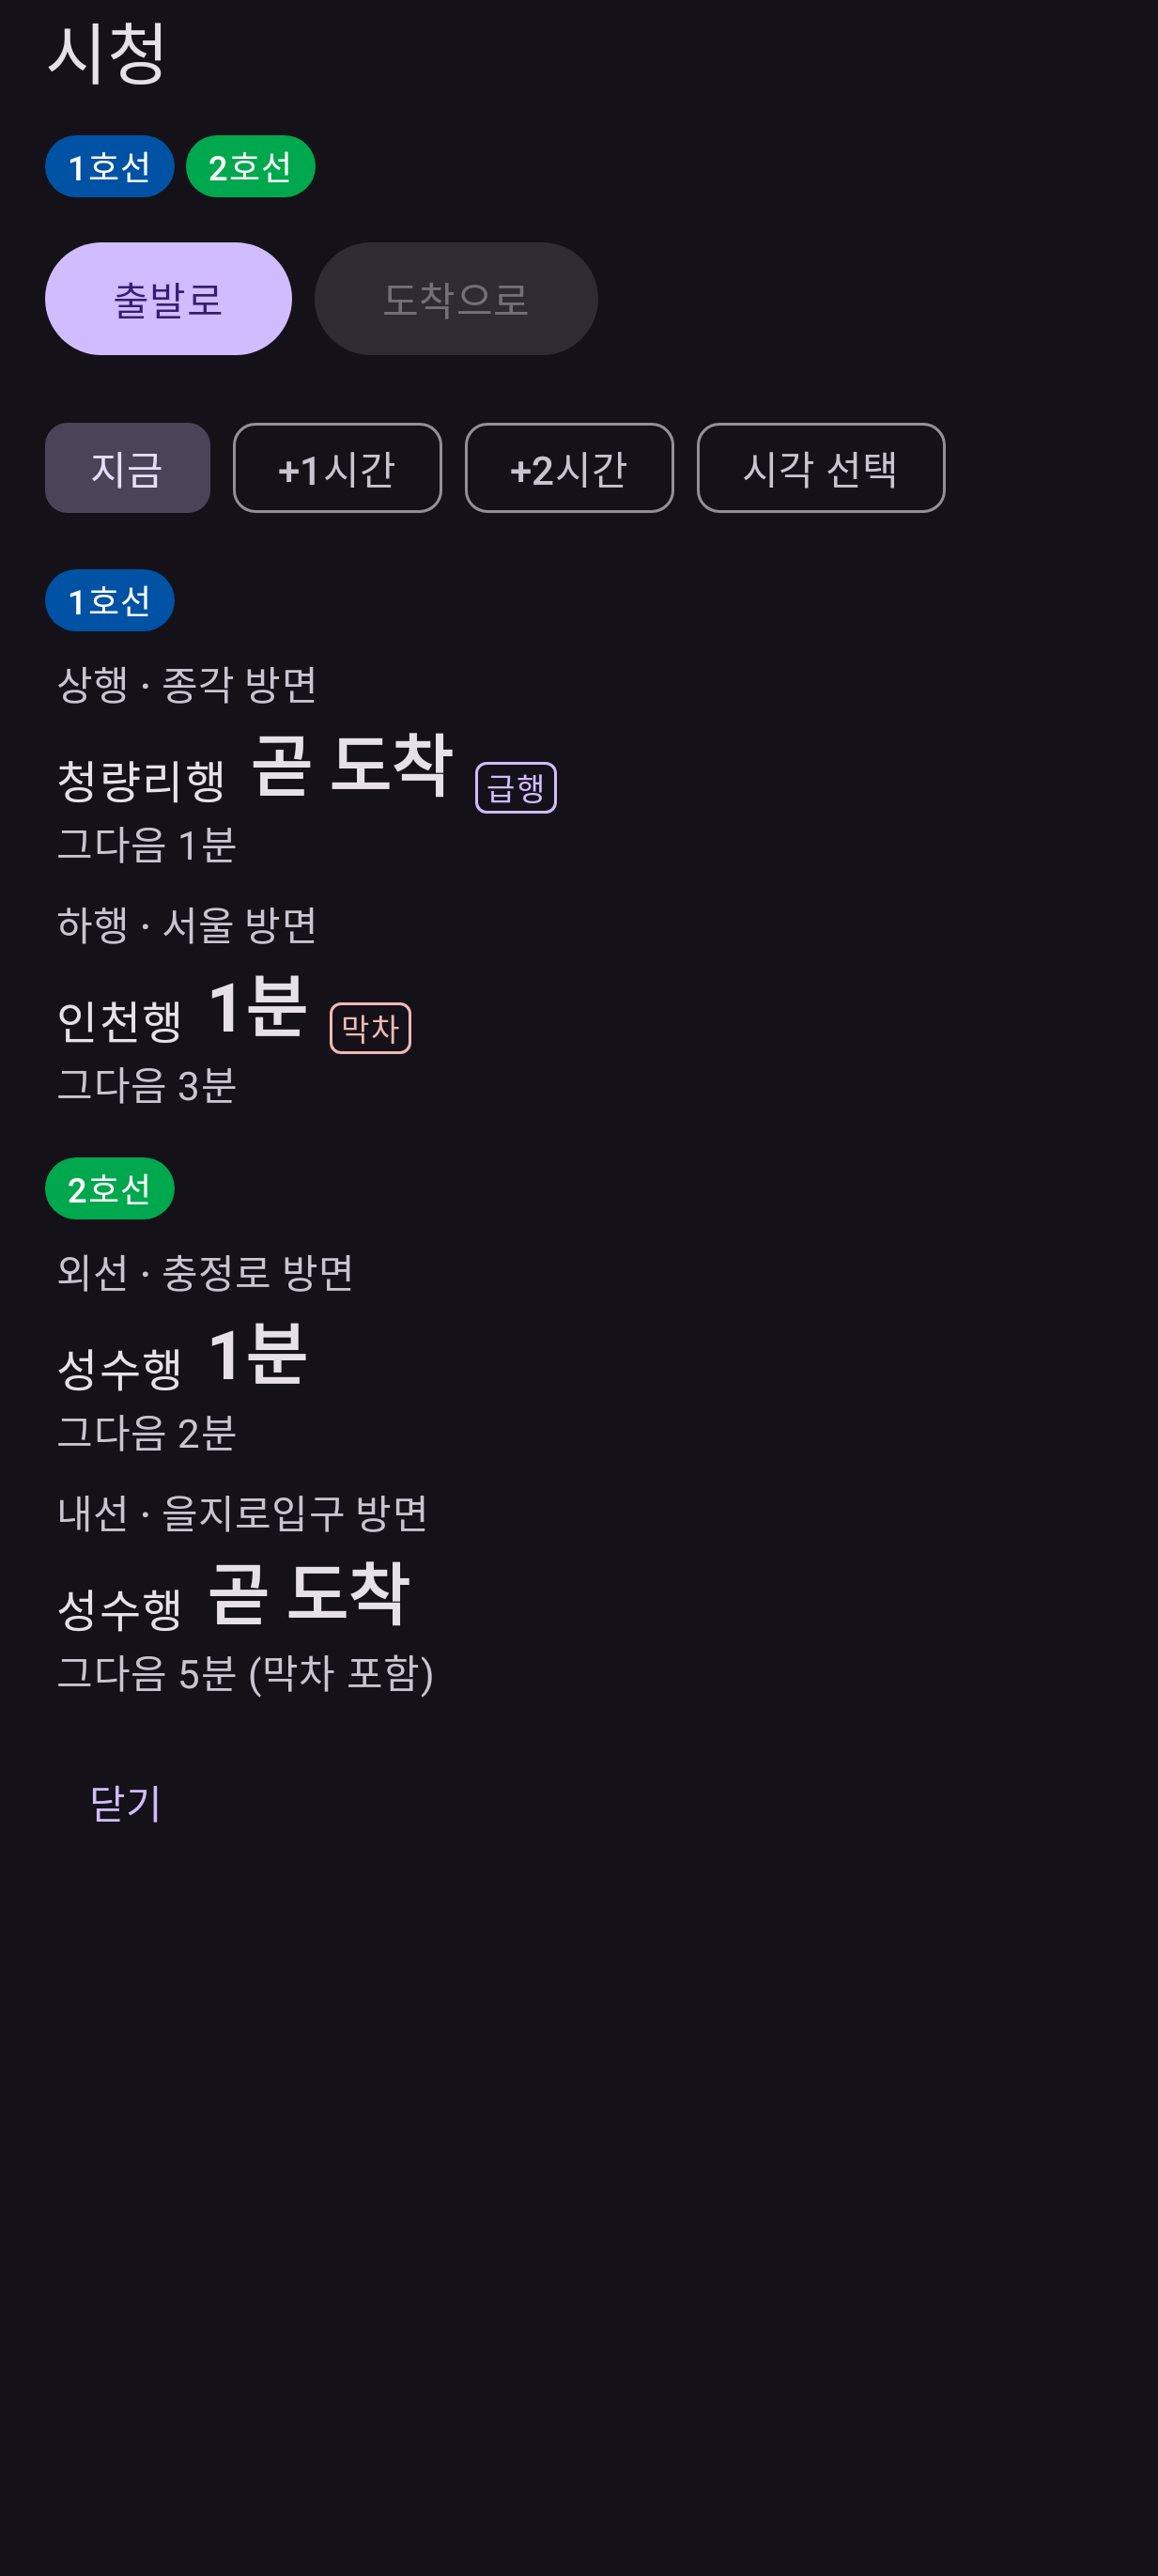 시청
1호선 2호선
출발로 도착으로
지금 +1시간 +2시간 시각 선택
1호선
상행 · 종각 방면
청량리행 곧 도착 급행
그다음 1분
하행 · 서울 방면
인천행 1분 막차
그다음 3분
2호선
외선 · 충정로 방면
성수행 1분
그다음 2분
내선 · 을지로입구 방면
성수행 곧 도착
그다음 5분 (막차 포함)
닫기